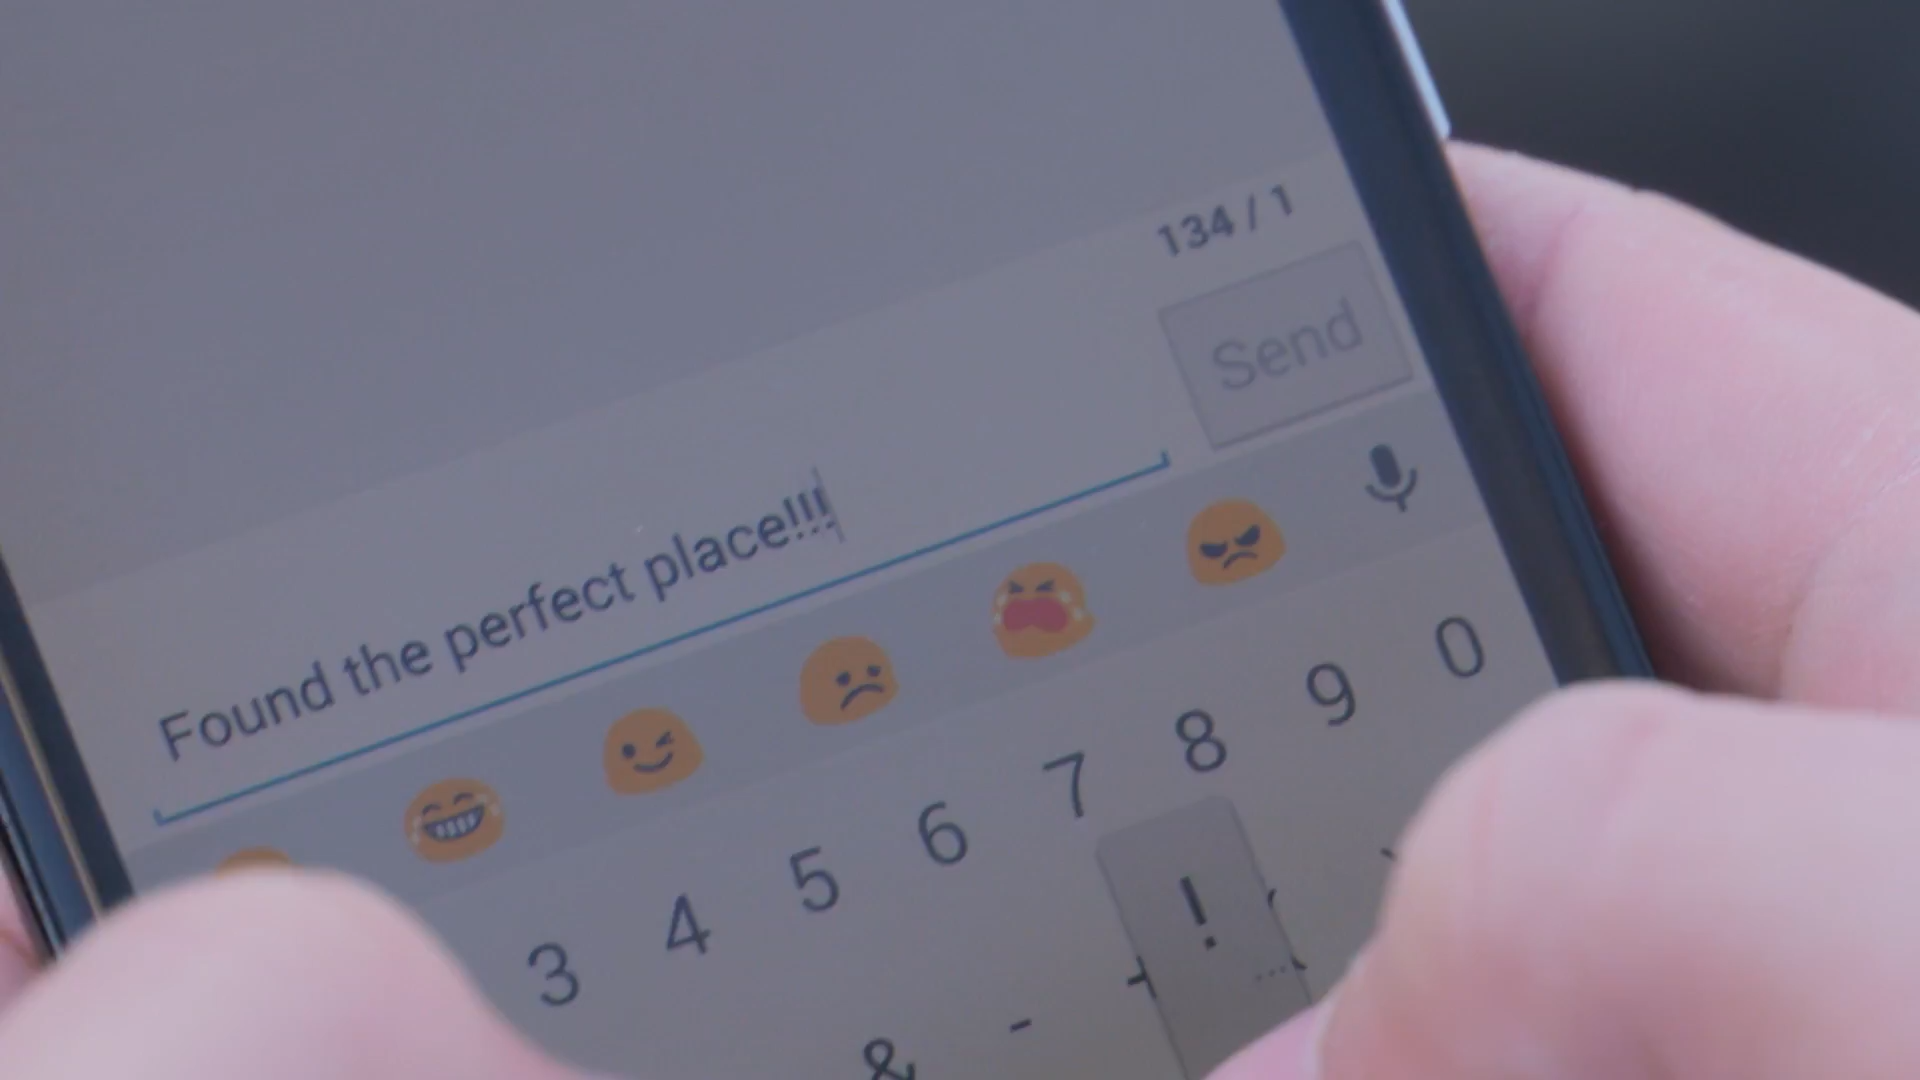 134 / 1
Send
Found the perfect place!!!
3 4 5 6 7 8 9 0
& - !